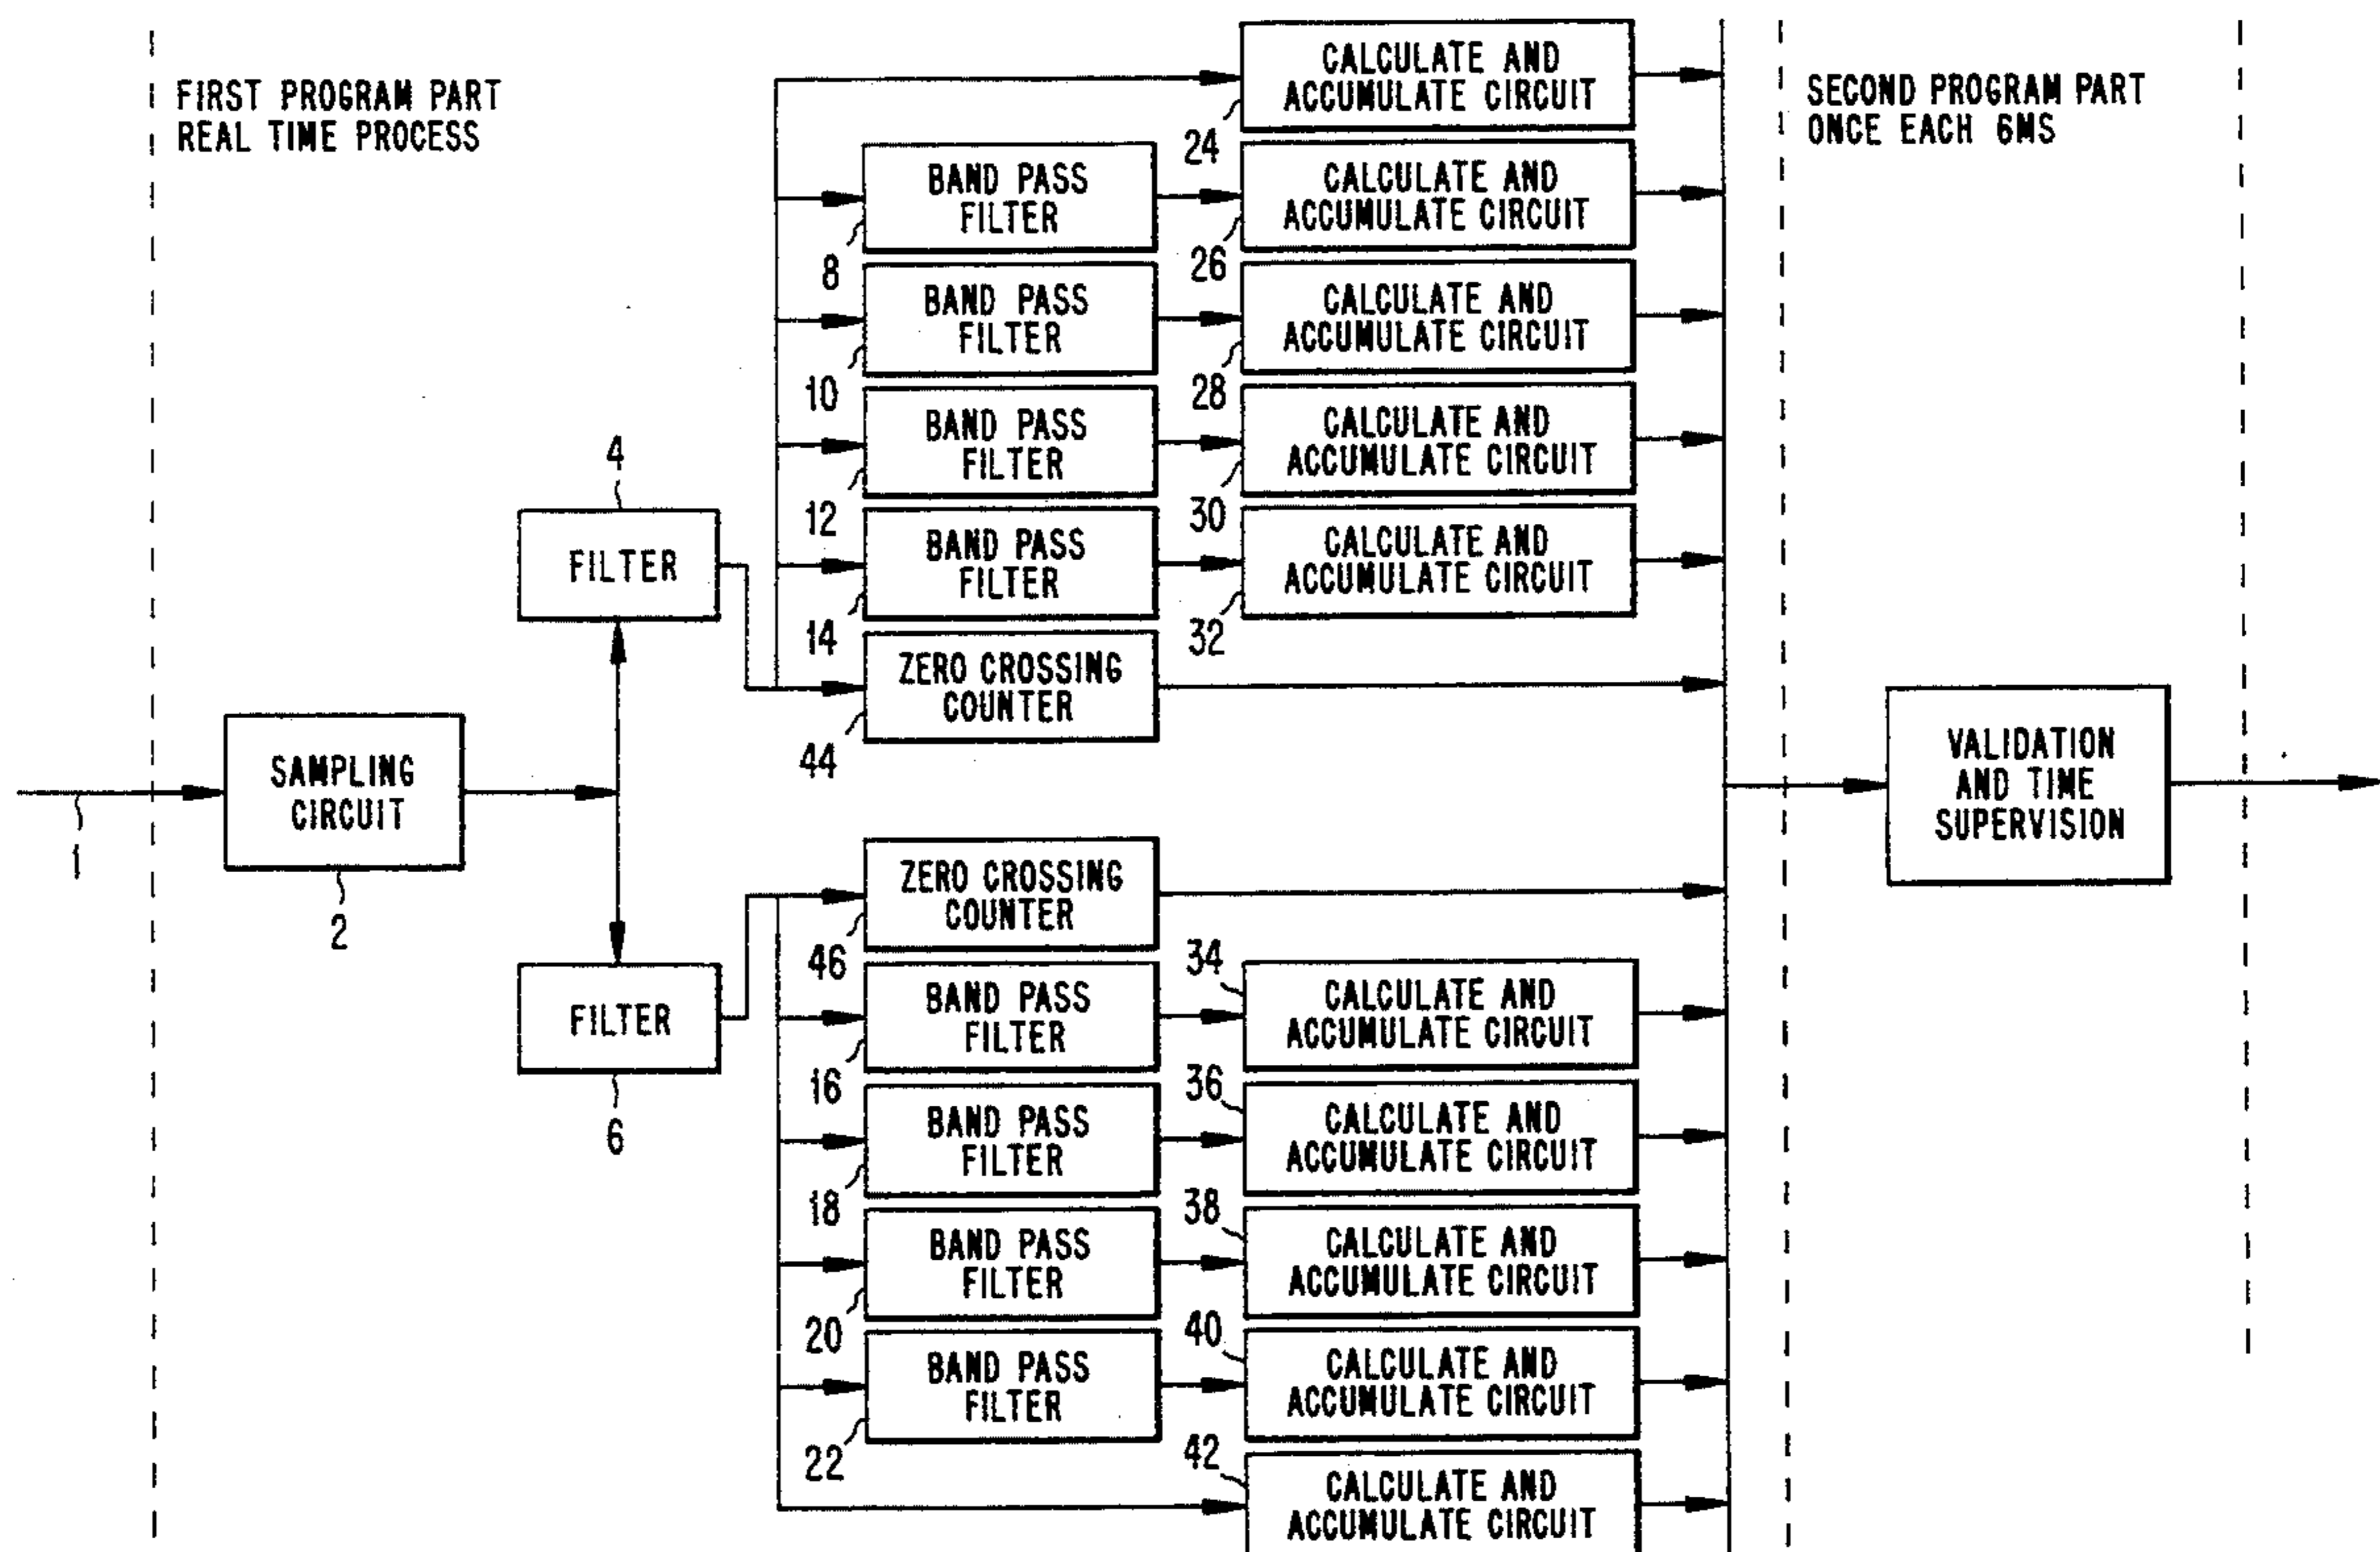 FIRST PROGRAM PART
REAL TIME PROCESS
SECOND PROGRAM PART
ONCE EACH 6MS
1
SAMPLING
CIRCUIT
2
4
FILTER
FILTER
6
CALCULATE AND
ACCUMULATE CIRCUIT
24
BAND PASS
FILTER
8
CALCULATE AND
ACCUMULATE CIRCUIT
26
BAND PASS
FILTER
10
CALCULATE AND
ACCUMULATE CIRCUIT
28
BAND PASS
FILTER
12
CALCULATE AND
ACCUMULATE CIRCUIT
30
BAND PASS
FILTER
14
CALCULATE AND
ACCUMULATE CIRCUIT
32
ZERO CROSSING
COUNTER
44
ZERO CROSSING
COUNTER
46
BAND PASS
FILTER
16
34
CALCULATE AND
ACCUMULATE CIRCUIT
BAND PASS
FILTER
18
36
CALCULATE AND
ACCUMULATE CIRCUIT
BAND PASS
FILTER
20
38
CALCULATE AND
ACCUMULATE CIRCUIT
BAND PASS
FILTER
22
40
CALCULATE AND
ACCUMULATE CIRCUIT
42
CALCULATE AND
ACCUMULATE CIRCUIT
VALIDATION
AND TIME
SUPERVISION